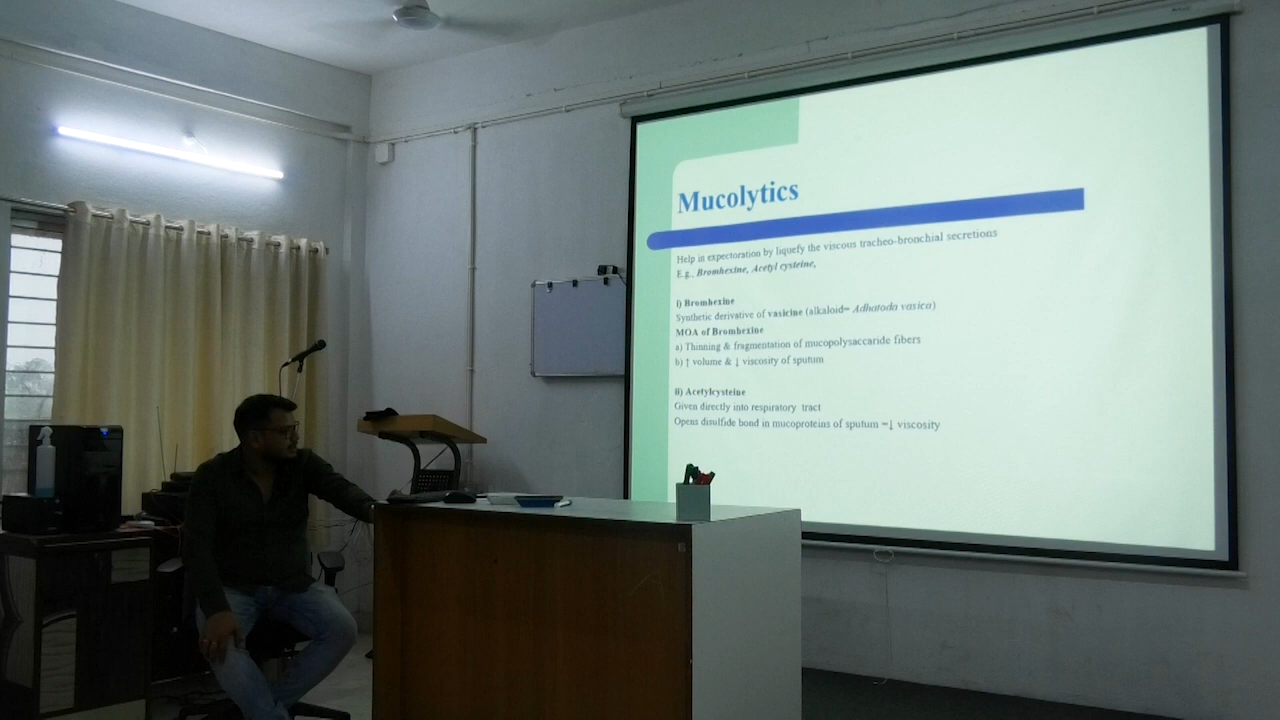 Mucolytics
Help in expectoration by liquefy the viscous tracheo-bronchial secretions
E.g., Bromhexine, Acetyl cysteine,
i) Bromhexine
Synthetic derivative of vasicine (alkaloid= Adhatoda vasica)
MOA of Bromhexine
a) Thinning & fragmentation of mucopolysaccaride fibers
b) ↑ volume & ↓ viscosity of sputum
ii) Acetylcysteine
Given directly into respiratory tract
Opens disulfide bond in mucoproteins of sputum =↓ viscosity